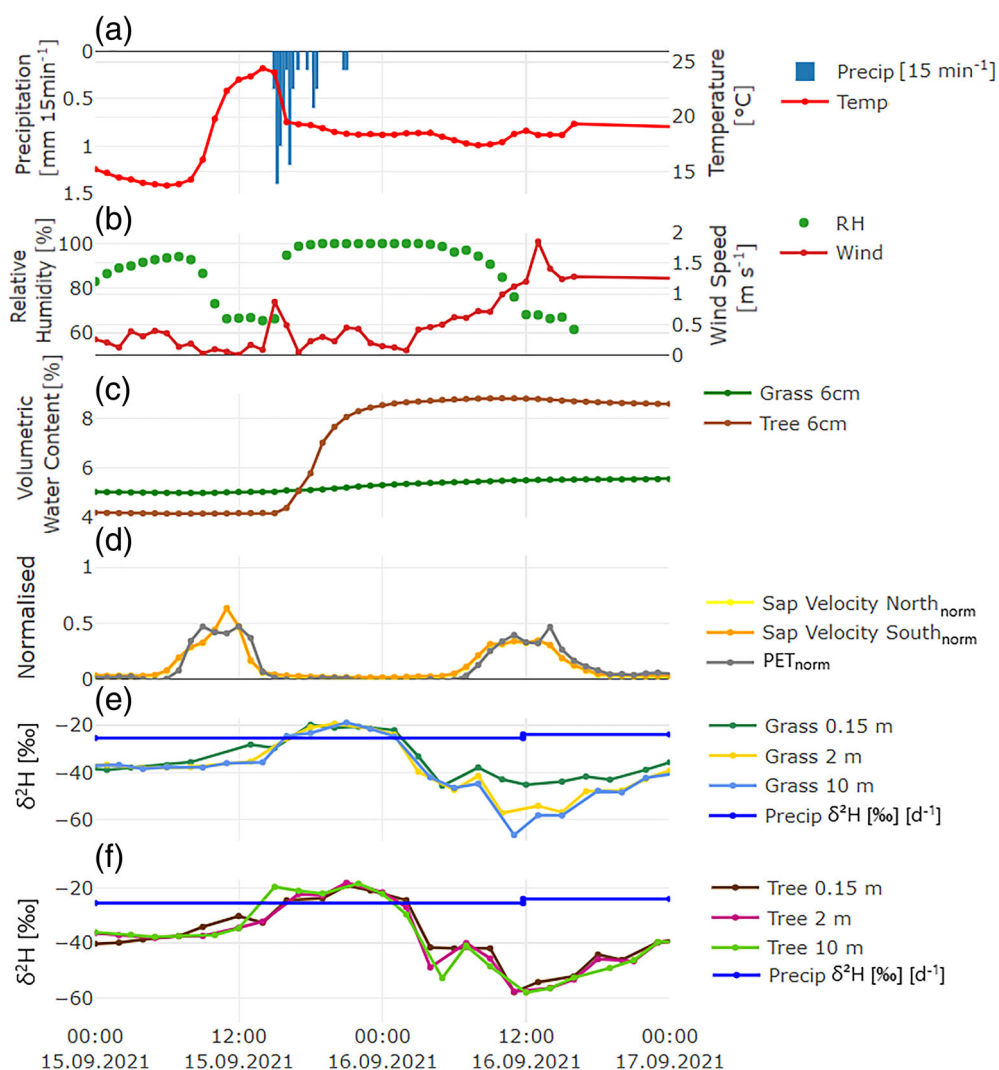 (a)
Precipitation
[mm 15min⁻¹]
0
0.5
1
1.5
25
20
15
Temperature
[°C]
Precip [15 min⁻¹]
Temp
(b)
Relative
Humidity [%]
100
80
60
2
1.5
1
0.5
0
Wind Speed
[m s⁻¹]
RH
Wind
(c)
Volumetric
Water Content[%]
8
6
4
Grass 6cm
Tree 6cm
(d)
Normalised
1
0.5
0
Sap Velocity Northnorm
Sap Velocity Southnorm
PETnorm
(e)
δ²H [‰]
−20
−40
−60
Grass 0.15 m
Grass 2 m
Grass 10 m
Precip δ²H [‰] [d⁻¹]
(f)
δ²H [‰]
−20
−40
−60
Tree 0.15 m
Tree 2 m
Tree 10 m
Precip δ²H [‰] [d⁻¹]
00:00 12:00 00:00 12:00 00:00
15.09.2021 15.09.2021 16.09.2021 16.09.2021 17.09.2021